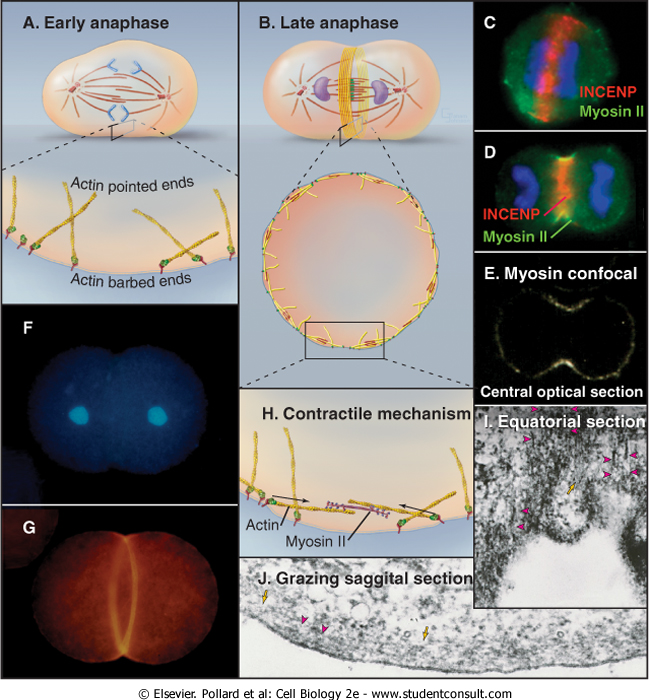 A. Early anaphase
Actin pointed ends
Actin barbed ends
B. Late anaphase
C
INCENP
Myosin II
D
INCENP
Myosin II
E. Myosin confocal
Central optical section
F
G
H. Contractile mechanism
Actin
Myosin II
I. Equatorial section
J. Grazing saggital section
© Elsevier. Pollard et al: Cell Biology 2e - www.studentconsult.com